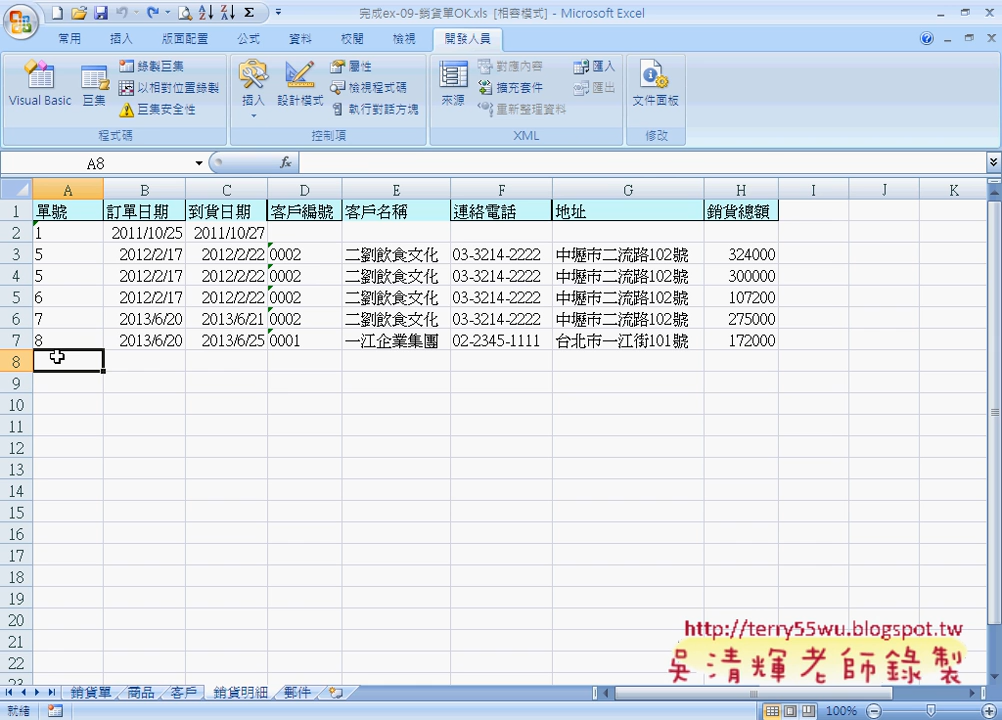 完成ex-09-銷貨單OK.xls [相容模式] - Microsoft Excel
常用 插入 版面配置 公式 資料 校閱 檢視 開發人員
Visual Basic 巨集 錄製巨集 以相對位置錄製 巨集安全性 程式碼
插入 設計模式 屬性 檢視程式碼 執行對話方塊 控制項
來源 對應內容 擴充套件 重新整理資料 匯入 匯出 XML
文件面板 修改
A8 fx
A B C D E F G H I J K
1 單號 訂單日期 到貨日期 客戶編號 客戶名稱 連絡電話 地址 銷貨總額
2 1 2011/10/25 2011/10/27
3 5 2012/2/17 2012/2/22 0002 二劉飲食文化 03-3214-2222 中壢市二流路102號 324000
4 5 2012/2/17 2012/2/22 0002 二劉飲食文化 03-3214-2222 中壢市二流路102號 300000
5 6 2012/2/17 2012/2/22 0002 二劉飲食文化 03-3214-2222 中壢市二流路102號 107200
6 7 2013/6/20 2013/6/21 0002 二劉飲食文化 03-3214-2222 中壢市二流路102號 275000
7 8 2013/6/20 2013/6/25 0001 一江企業集團 02-2345-1111 台北市一江街101號 172000
8
9
10
11
12
13
14
15
16
17
18
19
20
21
22
23
http://terry55wu.blogspot.tw
吳清輝老師錄製
銷貨單 商品 客戶 銷貨明細 郵件
就緒 100%